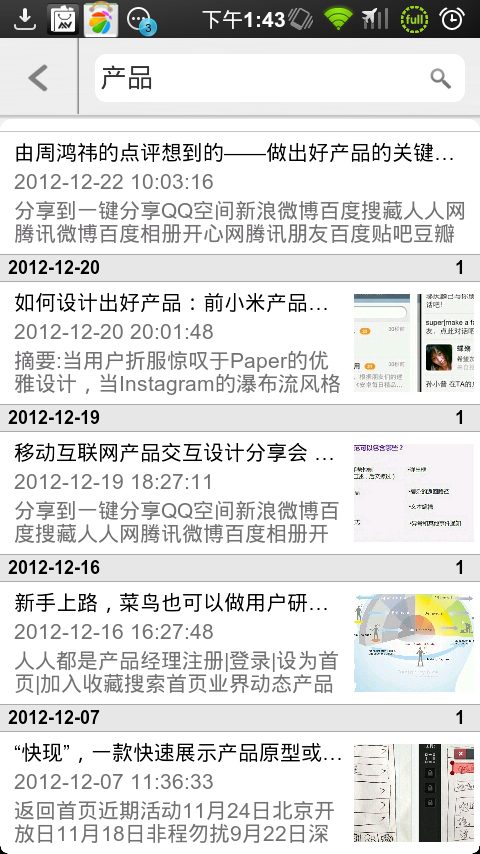 下午1:43
full
3
产品
由周鸿祎的点评想到的——做出好产品的关键…
2012-12-22 10:03:16
分享到一键分享QQ空间新浪微博百度搜藏人人网
腾讯微博百度相册开心网腾讯朋友百度贴吧豆瓣
2012-12-20 1
如何设计出好产品：前小米产品…
2012-12-20 20:01:48
摘要:当用户折服惊叹于Paper的优
雅设计，当Instagram的瀑布流风格
2012-12-19 1
移动互联网产品交互设计分享会 …
2012-12-19 18:27:11
分享到一键分享QQ空间新浪微博百
度搜藏人人网腾讯微博百度相册开
2012-12-16 1
新手上路，菜鸟也可以做用户研…
2012-12-16 16:27:48
人人都是产品经理注册|登录|设为首
页|加入收藏搜索首页业界动态产品
2012-12-07 1
“快现”，一款快速展示产品原型或…
2012-12-07 11:36:33
返回首页近期活动11月24日北京开
放日11月18日非程勿扰9月22日深